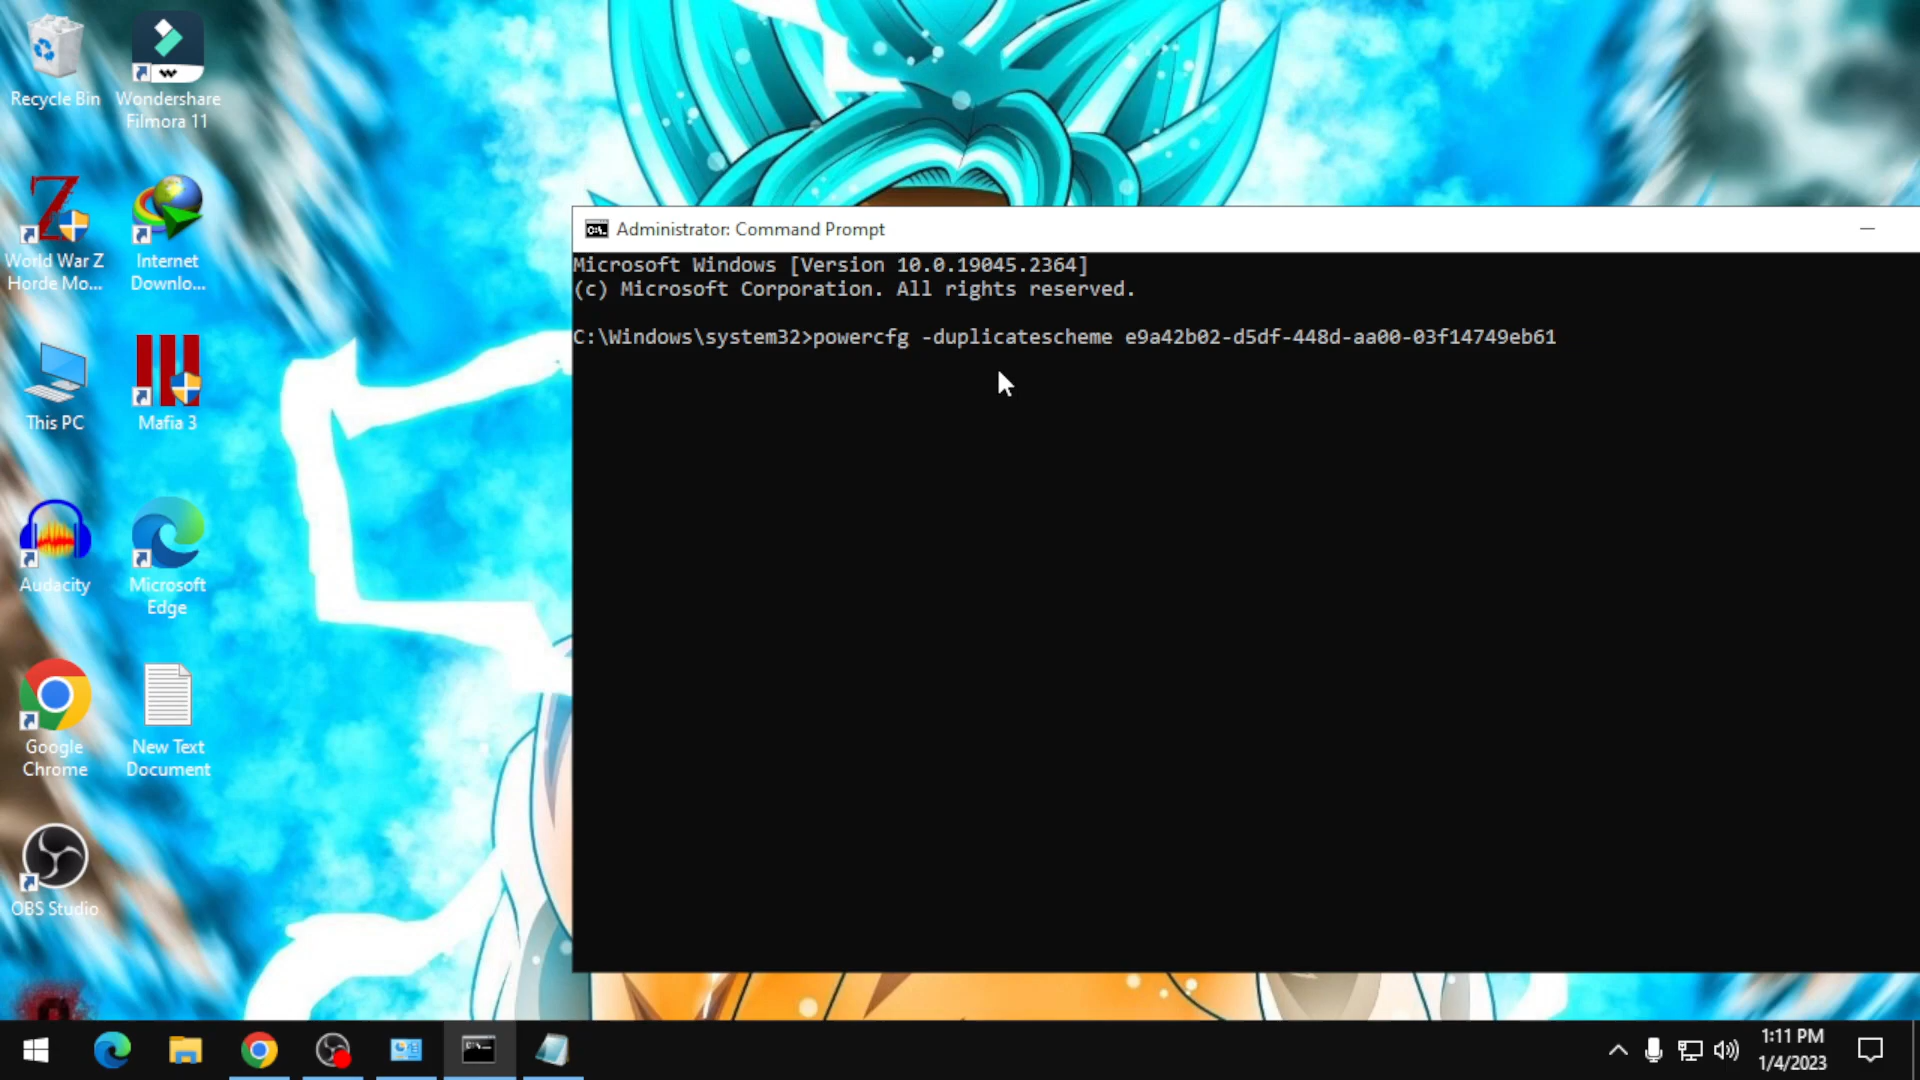 Recycle Bin
Wondershare
Filmora 11
World War Z
Horde Mo...
Internet
Downlo...
This PC
Mafia 3
Audacity
Microsoft
Edge
Google
Chrome
New Text
Document
OBS Studio
Administrator: Command Prompt
Microsoft Windows [Version 10.0.19045.2364]
(c) Microsoft Corporation. All rights reserved.
C:\Windows\system32>powercfg -duplicatescheme e9a42b02-d5df-448d-aa00-03f14749eb61
1:11 PM
1/4/2023